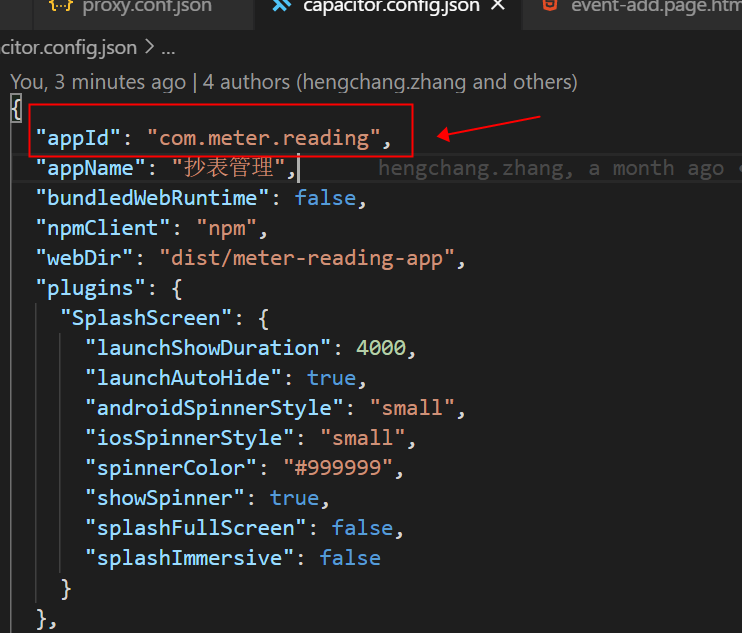 proxy.conf.json capacitor.config.json event-add.page.htm
acitor.config.json > ...
You, 3 minutes ago | 4 authors (hengchang.zhang and others)
{
"appId": "com.meter.reading",
"appName": "抄表管理", hengchang.zhang, a month ago
"bundledWebRuntime": false,
"npmClient": "npm",
"webDir": "dist/meter-reading-app",
"plugins": {
"SplashScreen": {
"launchShowDuration": 4000,
"launchAutoHide": true,
"androidSpinnerStyle": "small",
"iosSpinnerStyle": "small",
"spinnerColor": "#999999",
"showSpinner": true,
"splashFullScreen": false,
"splashImmersive": false
}
},